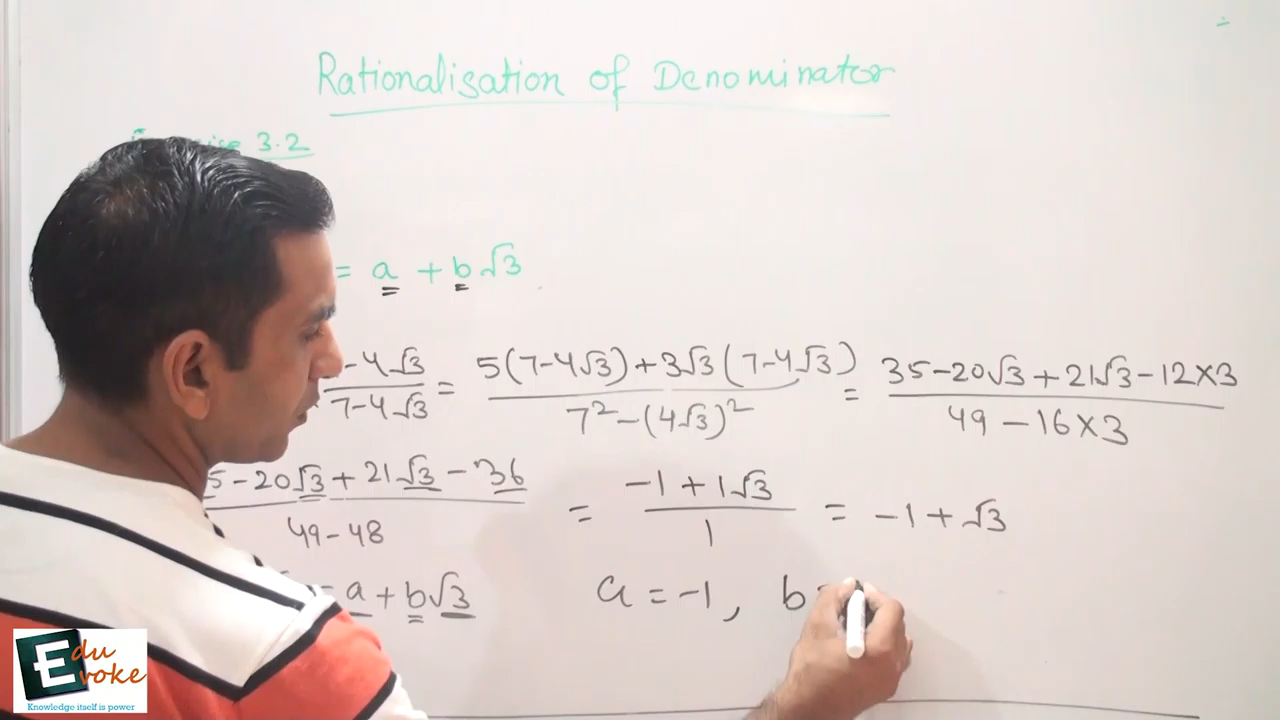 Rationalisation of Denominator
3.2
= a + b√3
-4√3 / 7-4√3 = 5(7-4√3)+3√3(7-4√3) / 7²-(4√3)² = 35-20√3+21√3-12×3 / 49-16×3
5-20√3+21√3-36 / 49-48 = -1+1√3 / 1 = -1+√3
= a + b√3 a = -1, b =
Edu
Evoke
Knowledge itself is power